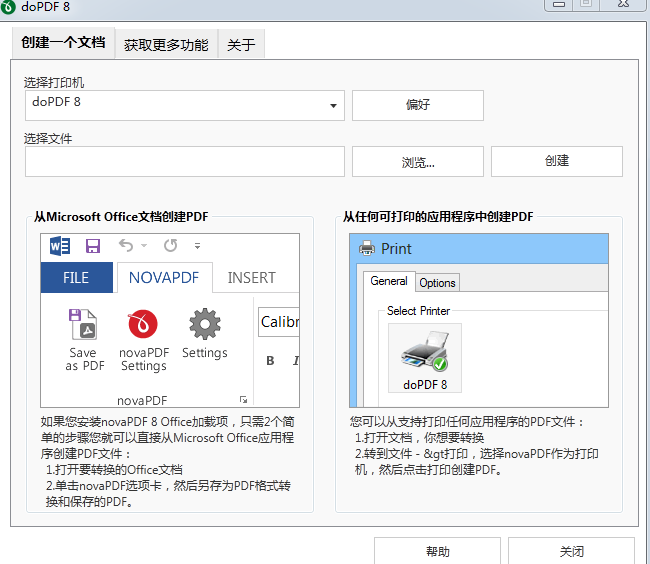 doPDF 8
创建一个文档
获取更多功能
关于
选择打印机
doPDF 8
偏好
选择文件
浏览...
创建
从Microsoft Office文档创建PDF
FILE
NOVAPDF
INSERT
Save
as PDF
novaPDF
Settings
Settings
Calibr
B
I
novaPDF
如果您安装novaPDF 8 Office加载项，只需2个简
单的步骤您就可以直接从Microsoft Office应用程
序创建PDF文件：
1.打开要转换的Office文档
2.单击novaPDF选项卡，然后另存为PDF格式转
换和保存的PDF。
从任何可打印的应用程序中创建PDF
Print
General
Options
Select Printer
doPDF 8
您可以从支持打印任何应用程序的PDF文件：
1.打开文档，你想要转换
2.转到文件 - &gt打印，选择novaPDF作为打印
机，然后点击打印创建PDF。
帮助
关闭